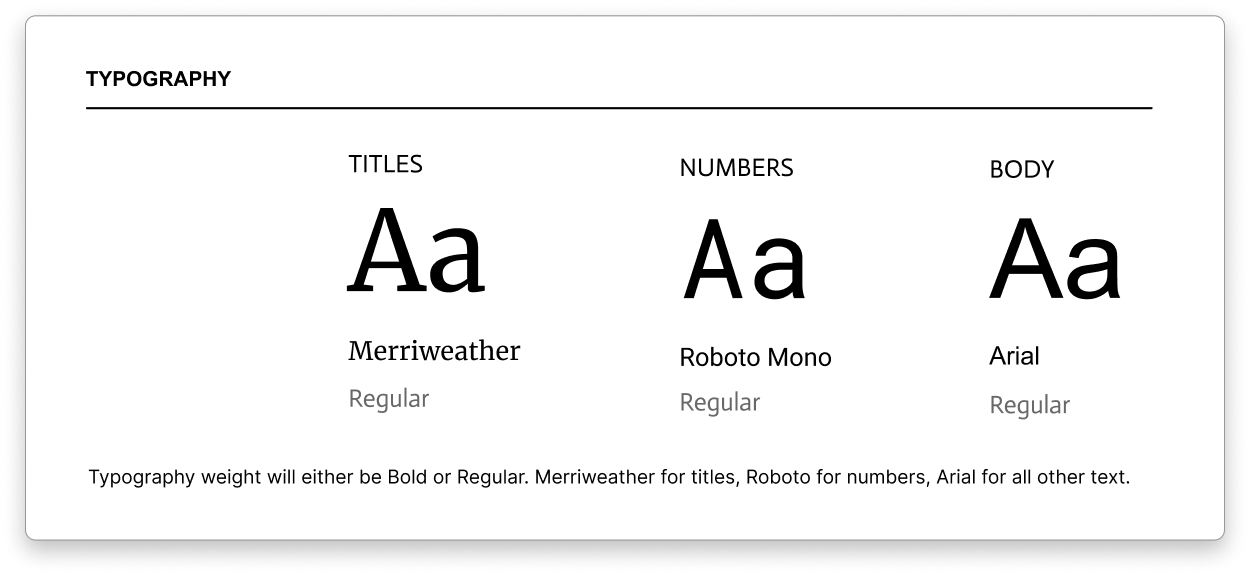 TYPOGRAPHY
TITLES
Aa
Merriweather
Regular
NUMBERS
Aa
Roboto Mono
Regular
BODY
Aa
Arial
Regular
Typography weight will either be Bold or Regular. Merriweather for titles, Roboto for numbers, Arial for all other text.